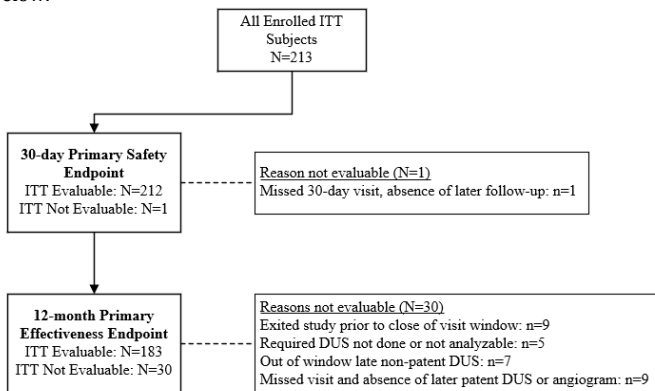 All Enrolled ITT
Subjects
N=213
30-day Primary Safety
Endpoint
ITT Evaluable: N=212
ITT Not Evaluable: N=1
Reason not evaluable (N=1)
Missed 30-day visit, absence of later follow-up: n=1
12-month Primary
Effectiveness Endpoint
ITT Evaluable: N=183
ITT Not Evaluable: N=30
Reasons not evaluable (N=30)
Exited study prior to close of visit window: n=9
Required DUS not done or not analyzable: n=5
Out of window late non-patent DUS: n=7
Missed visit and absence of later patent DUS or angiogram: n=9